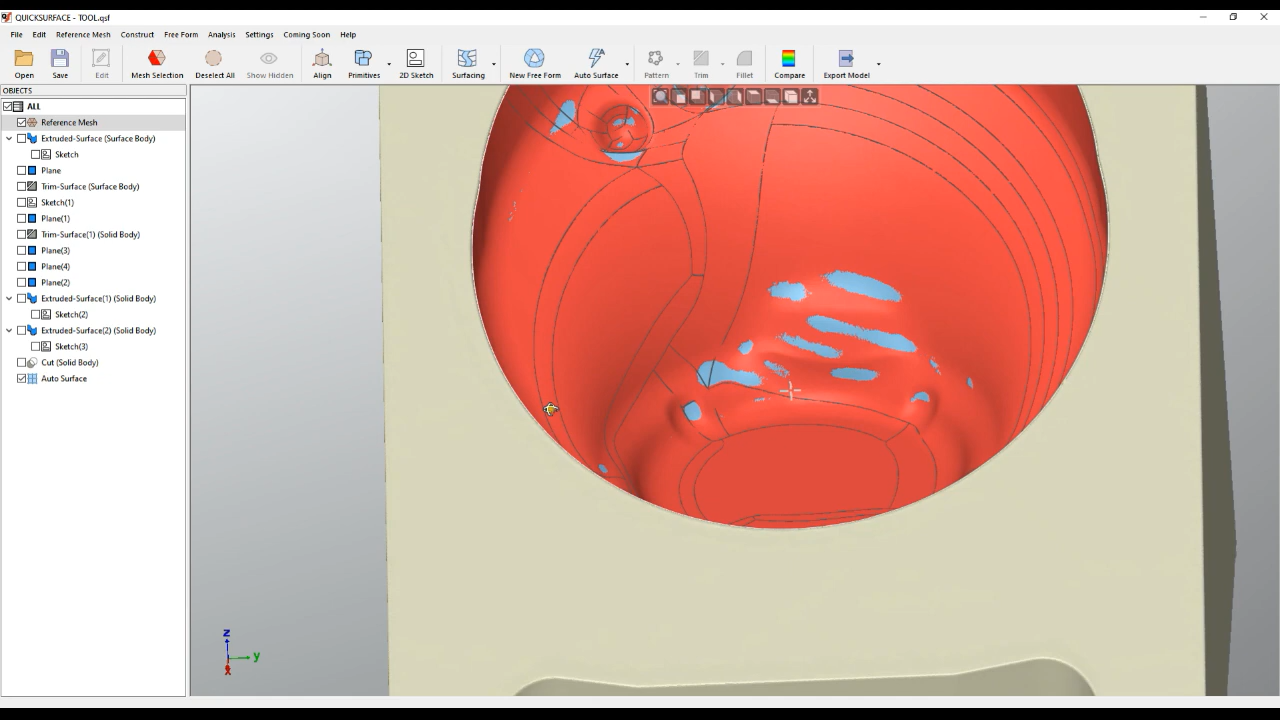 QUICKSURFACE - TOOL.qsf
File Edit Reference Mesh Construct Free Form Analysis Settings Coming Soon Help
Open Save Edit Mesh Selection Deselect All Show Hidden Align Primitives 2D Sketch Surfacing New Free Form Auto Surface Pattern Trim Fillet Compare Export Model
OBJECTS
ALL
Reference Mesh
Extruded-Surface (Surface Body)
Sketch
Plane
Trim-Surface (Surface Body)
Sketch(1)
Plane(1)
Trim-Surface(1) (Solid Body)
Plane(3)
Plane(4)
Plane(2)
Extruded-Surface(1) (Solid Body)
Sketch(2)
Extruded-Surface(2) (Solid Body)
Sketch(3)
Cut (Solid Body)
Auto Surface
z
y
x